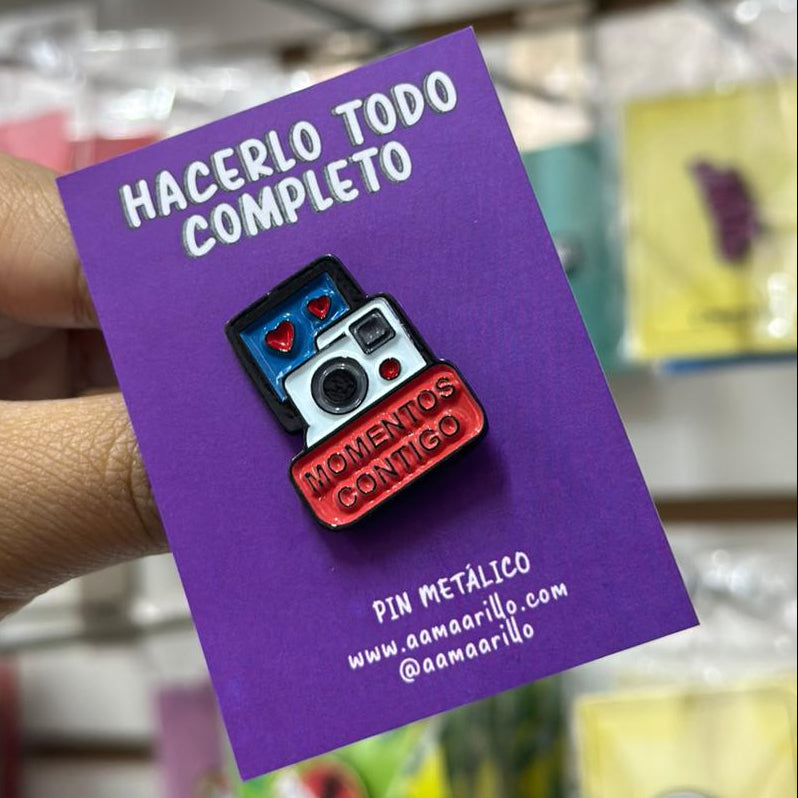 HACERLO TODO
COMPLETO
MOMENTOS
CONTIGO
PIN METÁLICO
www.aamaarillo.com
@aamaarillo